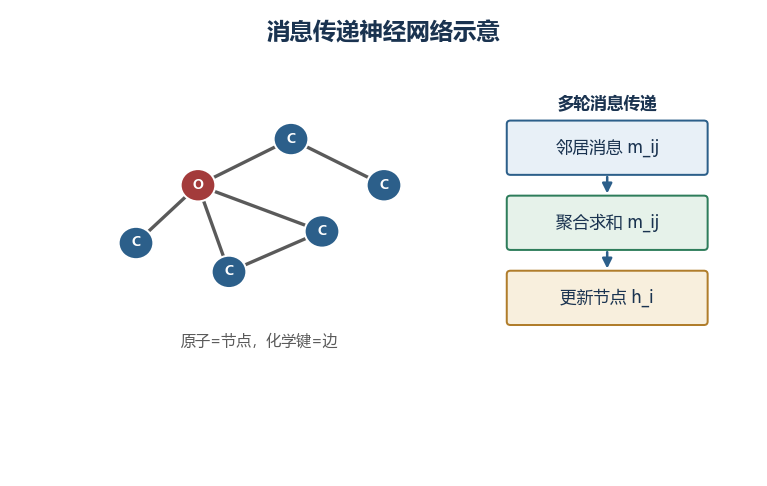 消息传递神经网络示意
C
O
C
C
C
C
原子=节点，化学键=边
多轮消息传递
邻居消息 m_ij
聚合求和 m_ij
更新节点 h_i